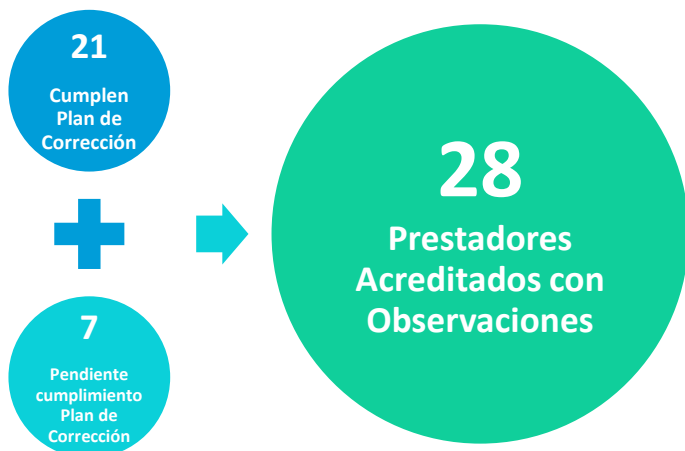 21
Cumplen
Plan de
Corrección
7
Pendiente
cumplimiento
Plan de
Corrección
28
Prestadores
Acreditados con
Observaciones